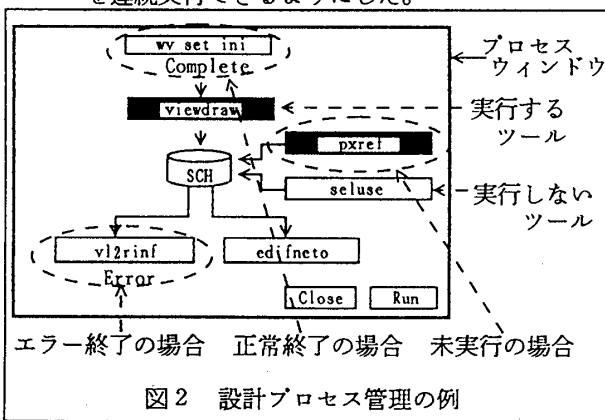 を連続実行できるようにした。
wv set ini
Complete
プロセス
ウィンドウ
viewdraw
実行する
ツール
pxref
SCH
seluse
実行しない
ツール
vl2rinf
edifneto
Error
Close
Run
エラー終了の場合 正常終了の場合 未実行の場合
図2 設計プロセス管理の例